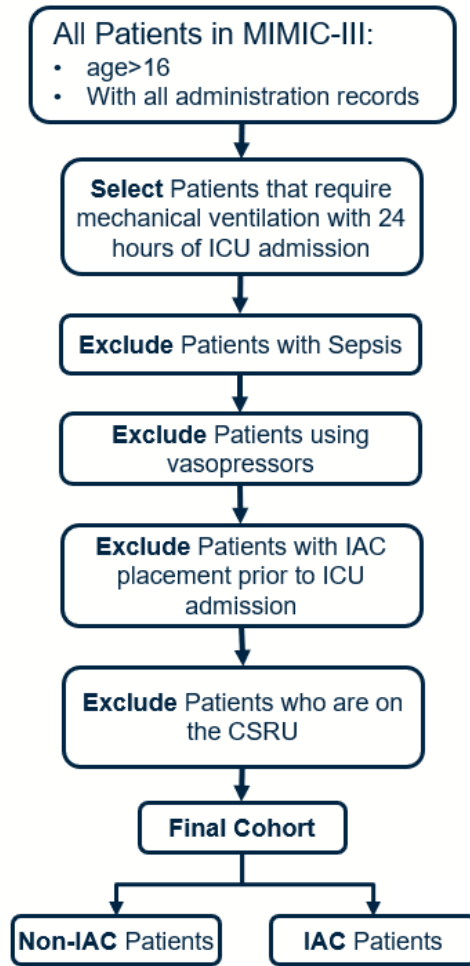 All Patients in MIMIC-III:
• age>16
• With all administration records
Select Patients that require
mechanical ventilation with 24
hours of ICU admission
Exclude Patients with Sepsis
Exclude Patients using
vasopressors
Exclude Patients with IAC
placement prior to ICU
admission
Exclude Patients who are on
the CSRU
Final Cohort
Non-IAC Patients
IAC Patients